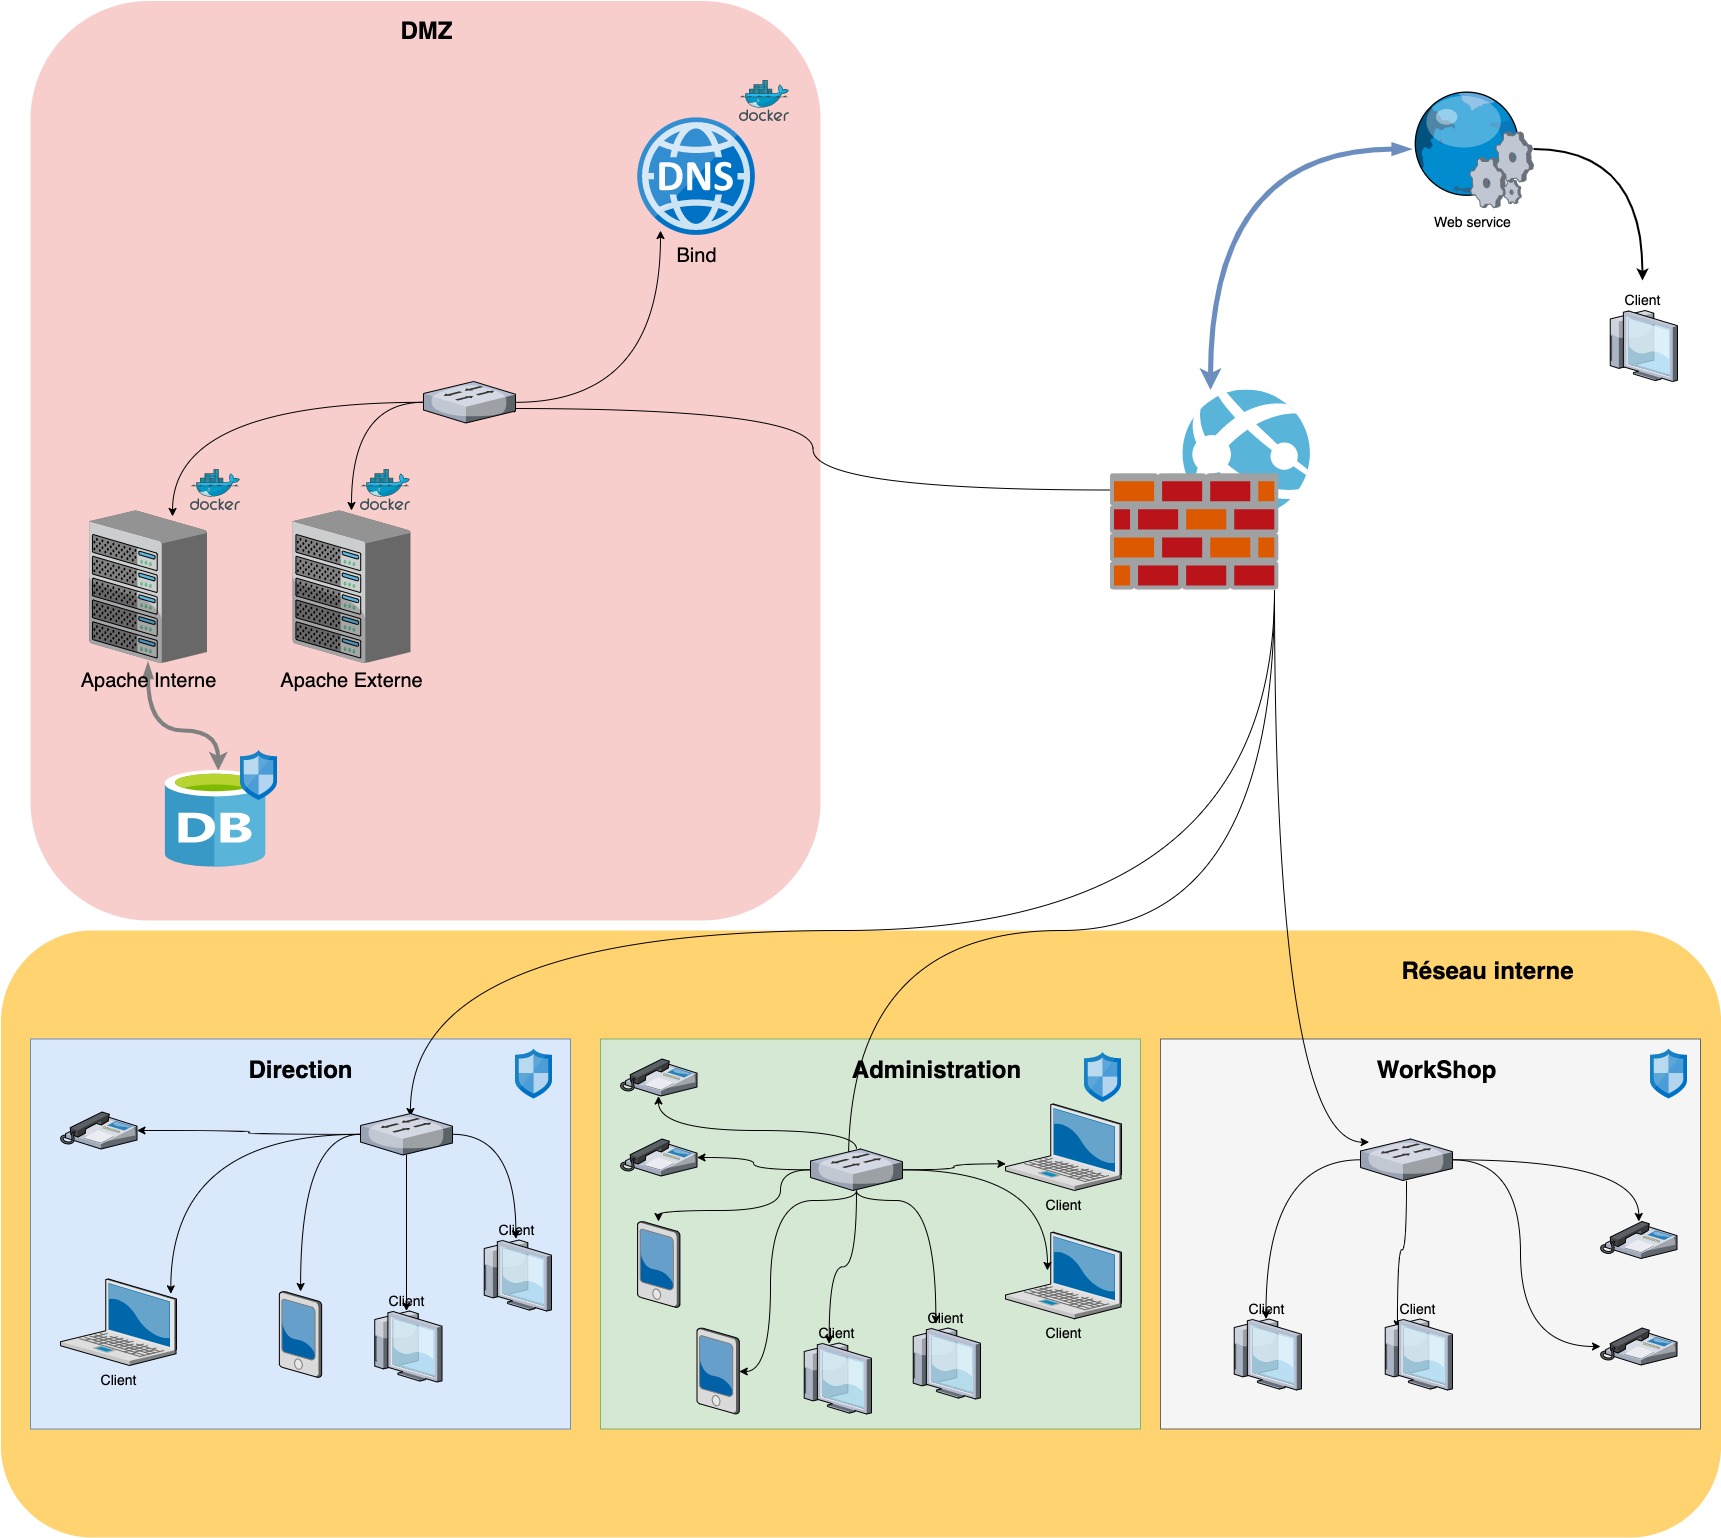 DMZ
docker
DNS
Bind
Web service
Client
docker
docker
Apache Interne
Apache Externe
DB
Réseau interne
Direction
Client
Client
Client
Administration
Client
Client
Client
Client
WorkShop
Client
Client